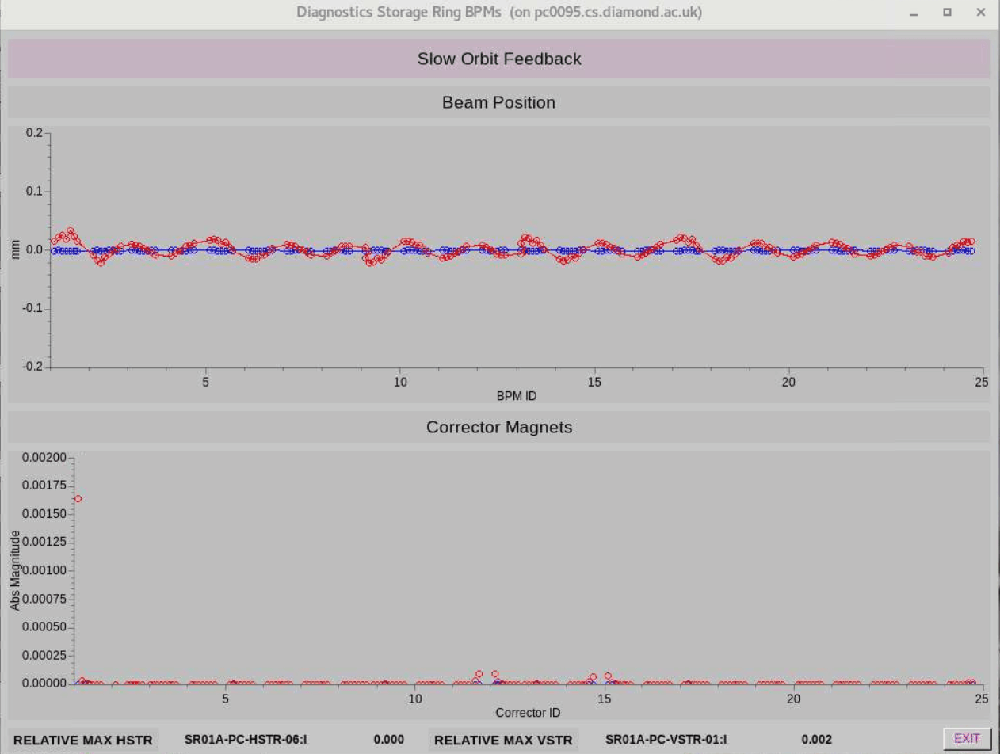 Diagnostics Storage Ring BPMs (on pc0095.cs.diamond.ac.uk)
Slow Orbit Feedback
Beam Position
0.2
0.1
0.0
-0.1
-0.2
mm
5 10 15 20 25
BPM ID
Corrector Magnets
0.00200
0.00175
0.00150
0.00125
0.00100
0.00075
0.00050
0.00025
0.00000
Abs Magnitude
5 10 15 20 25
Corrector ID
RELATIVE MAX HSTR SR01A-PC-HSTR-06:I 0.000 RELATIVE MAX VSTR SR01A-PC-VSTR-01:I 0.002 EXIT